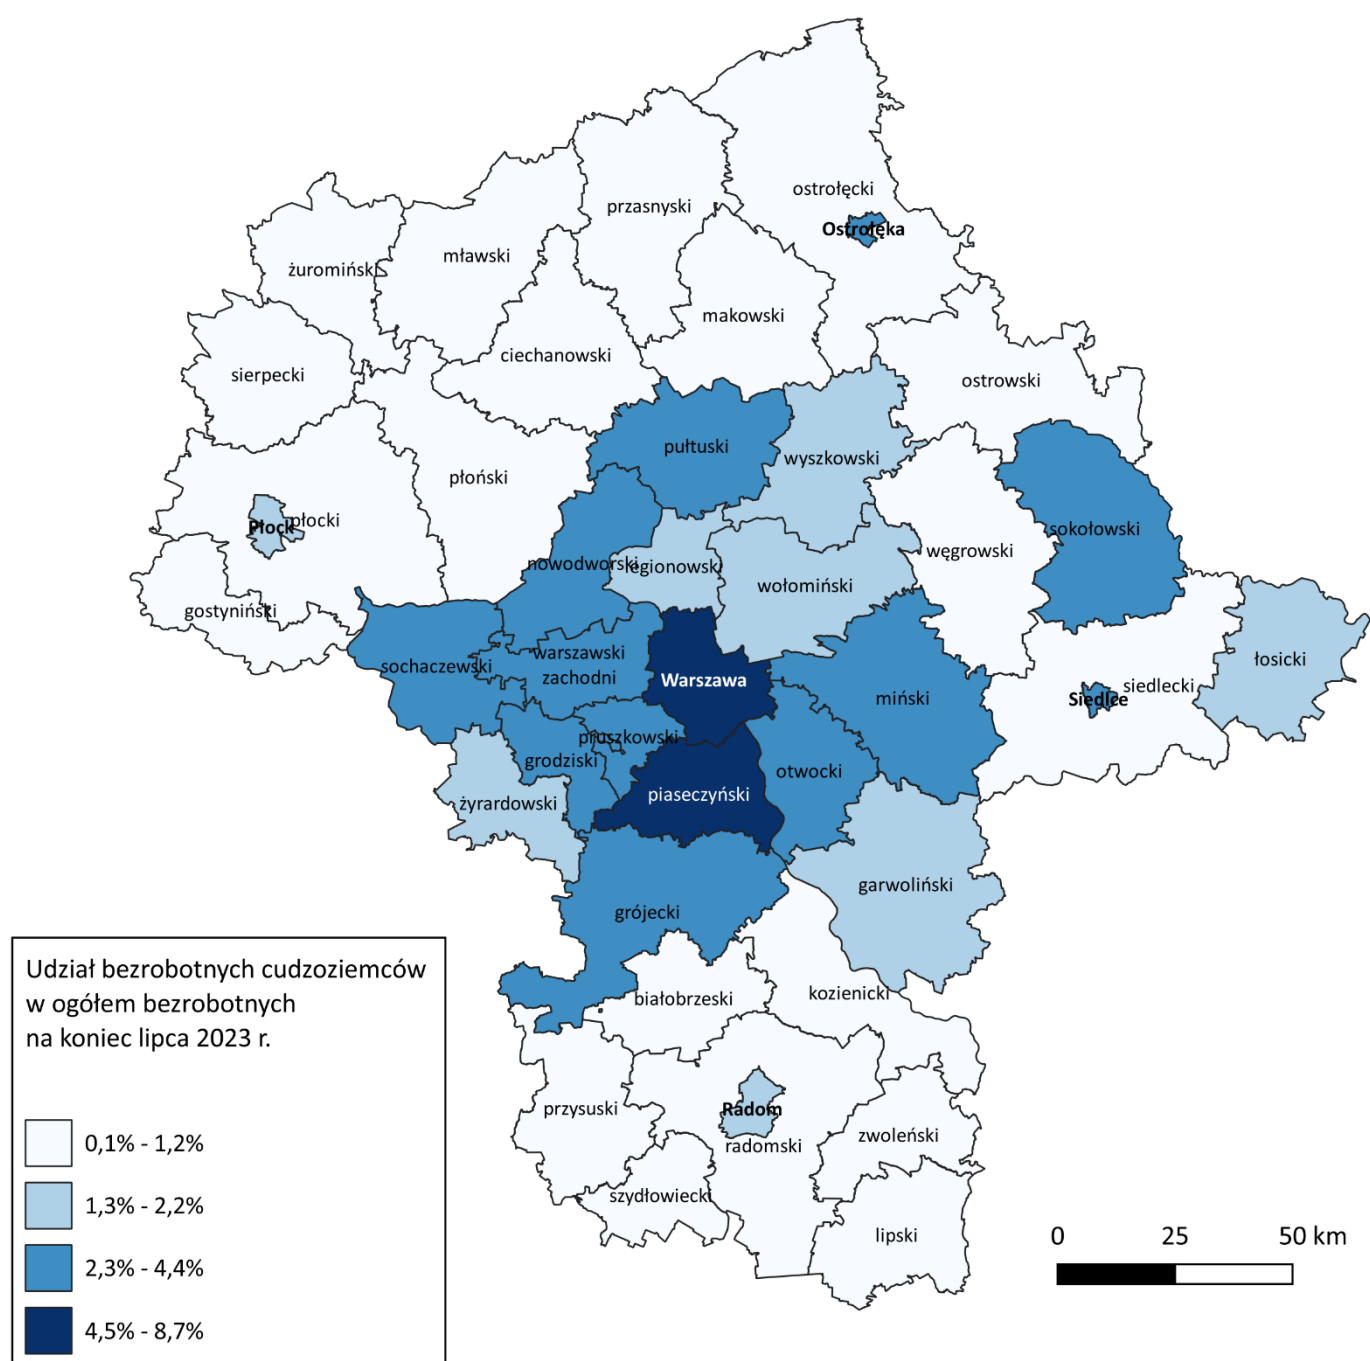 ostrołęcki
Ostrołęka
przasnyski
mławski
żuromiński
makowski
ciechanowski
sierpecki
ostrowski
pułtuski
wyszkowski
płoński
Płock
płocki
sokołowski
węgrowski
nowodworski
legionowski
wołomiński
gostyniński
sochaczewski
warszawski
zachodni
Warszawa
miński
Siedlce
siedlecki
łosicki
pruszkowski
grodziski
otwocki
piaseczyński
żyrardowski
garwoliński
grójecki
białobrzeski
kozienicki
przysuski
Radom
radomski
zwoleński
szydłowiecki
lipski
Udział bezrobotnych cudzoziemców
w ogółem bezrobotnych
na koniec lipca 2023 r.
0,1% - 1,2%
1,3% - 2,2%
2,3% - 4,4%
4,5% - 8,7%
0 25 50 km